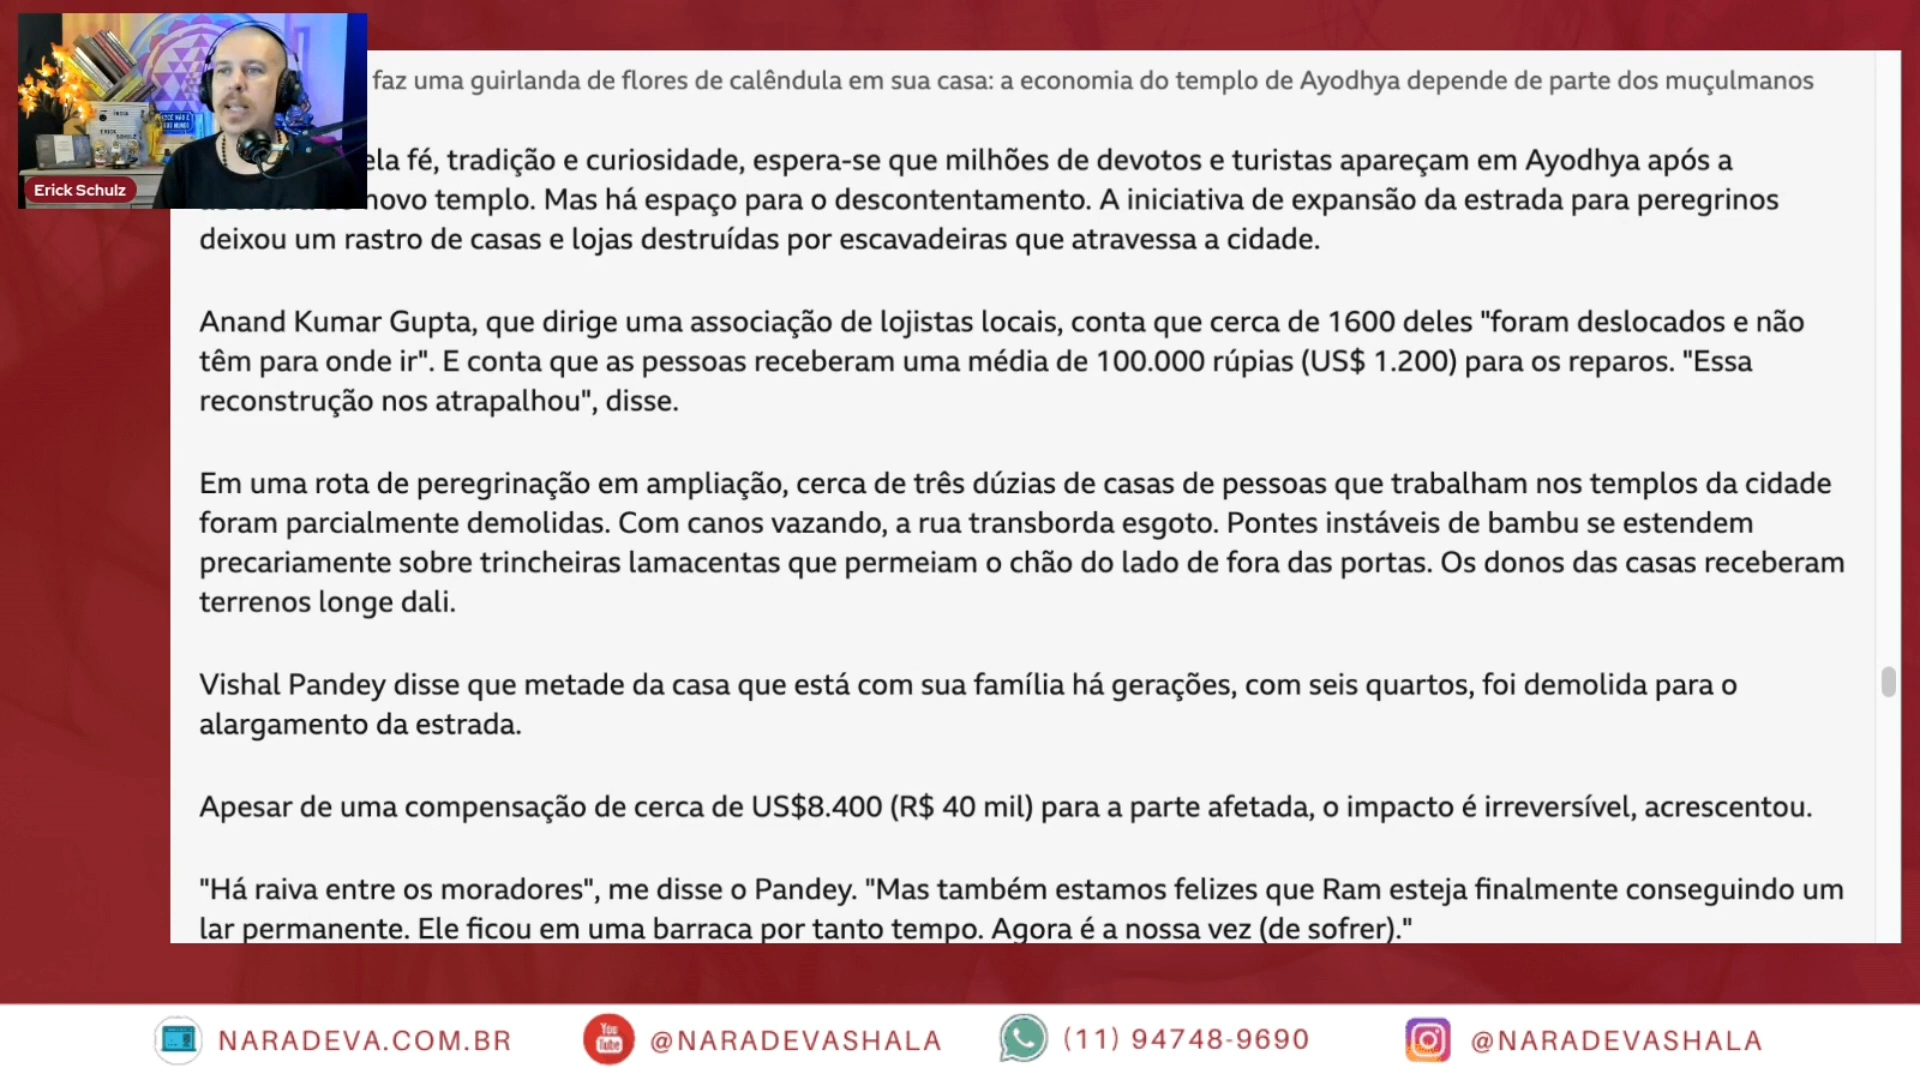 faz uma guirlanda de flores de calêndula em sua casa: a economia do templo de Ayodhya depende de parte dos muçulmanos
ela fé, tradição e curiosidade, espera-se que milhões de devotos e turistas apareçam em Ayodhya após a
novo templo. Mas há espaço para o descontentamento. A iniciativa de expansão da estrada para peregrinos
deixou um rastro de casas e lojas destruídas por escavadeiras que atravessa a cidade.
Anand Kumar Gupta, que dirige uma associação de lojistas locais, conta que cerca de 1600 deles "foram deslocados e não
têm para onde ir". E conta que as pessoas receberam uma média de 100.000 rúpias (US$ 1.200) para os reparos. "Essa
reconstrução nos atrapalhou", disse.
Em uma rota de peregrinação em ampliação, cerca de três dúzias de casas de pessoas que trabalham nos templos da cidade
foram parcialmente demolidas. Com canos vazando, a rua transborda esgoto. Pontes instáveis de bambu se estendem
precariamente sobre trincheiras lamacentas que permeiam o chão do lado de fora das portas. Os donos das casas receberam
terrenos longe dali.
Vishal Pandey disse que metade da casa que está com sua família há gerações, com seis quartos, foi demolida para o
alargamento da estrada.
Apesar de uma compensação de cerca de US$8.400 (R$ 40 mil) para a parte afetada, o impacto é irreversível, acrescentou.
"Há raiva entre os moradores", me disse o Pandey. "Mas também estamos felizes que Ram esteja finalmente conseguindo um
lar permanente. Ele ficou em uma barraca por tanto tempo. Agora é a nossa vez (de sofrer)."
ÍNDIA
ERICK
SCHULZ
Erick Schulz
NARADEVA.COM.BR
You
Tube
@NARADEVASHALA
(11) 94748-9690
@NARADEVASHALA